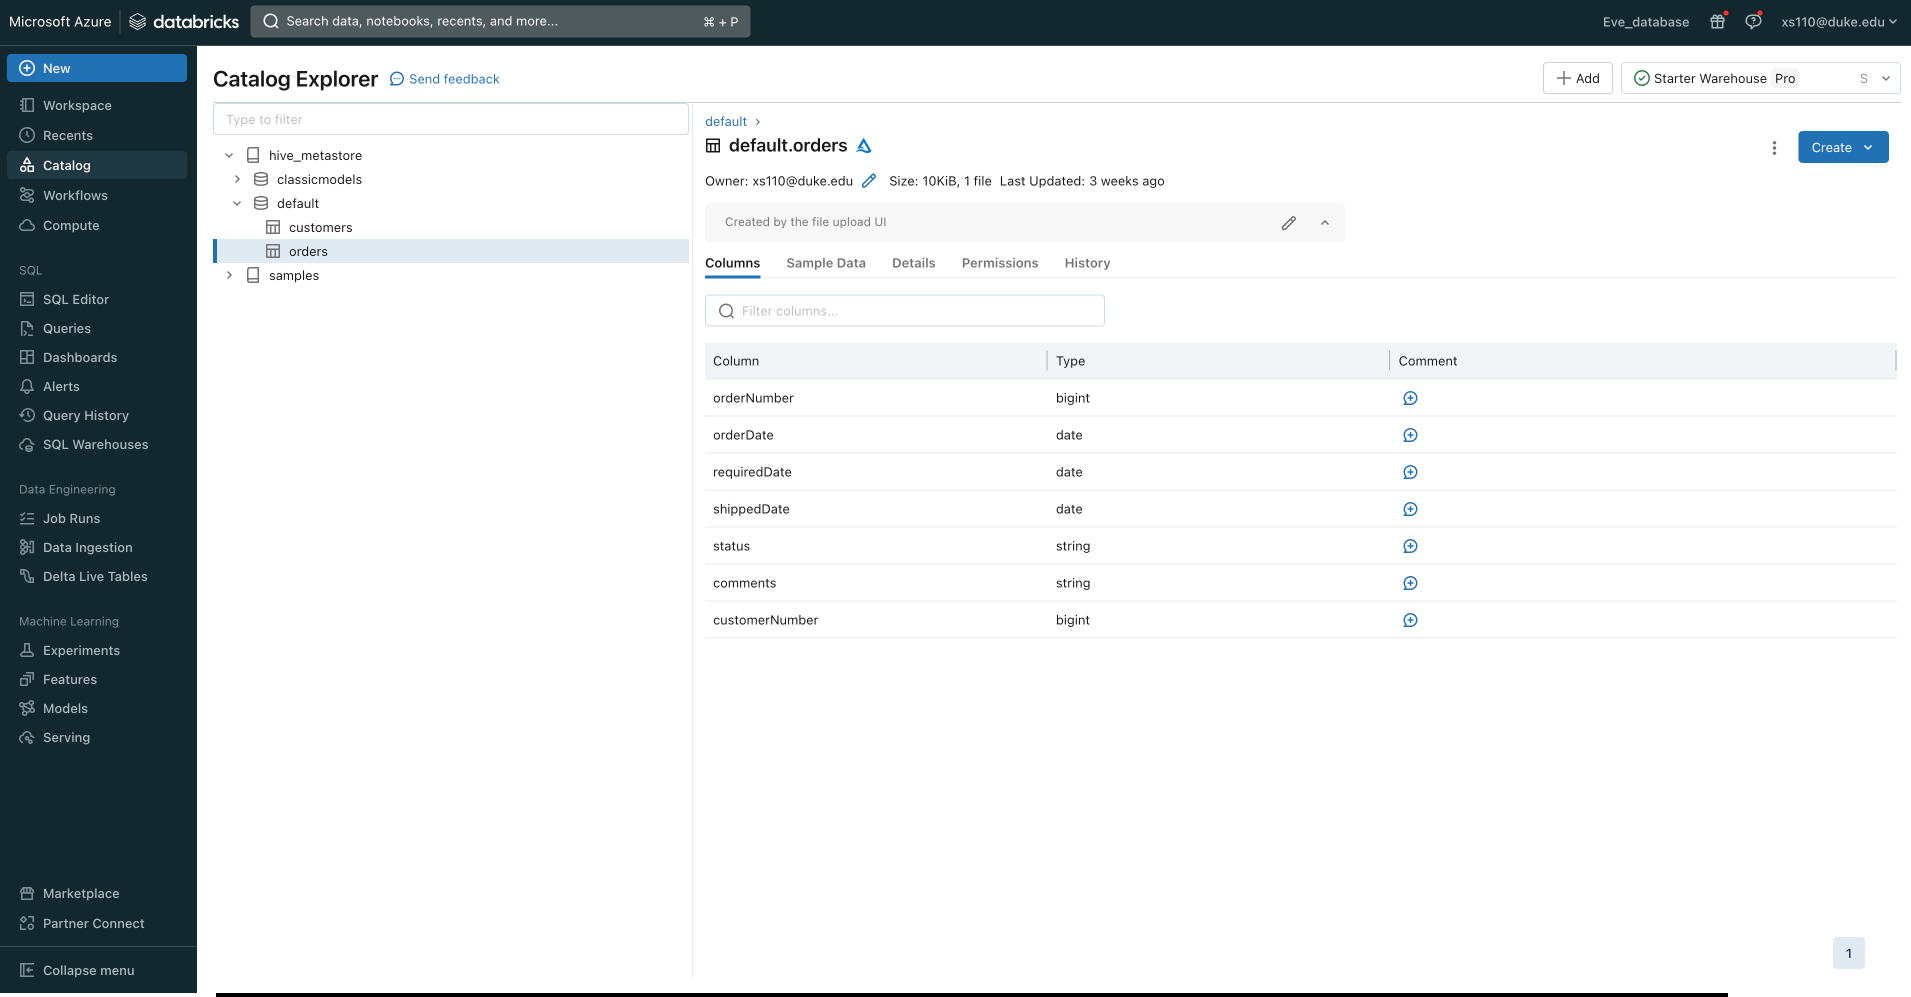 Microsoft Azure databricks Search data, notebooks, recents, and more... ⌘ + P Eve_database xs110@duke.edu
New
Workspace
Recents
Catalog
Workflows
Compute
SQL
SQL Editor
Queries
Dashboards
Alerts
Query History
SQL Warehouses
Data Engineering
Job Runs
Data Ingestion
Delta Live Tables
Machine Learning
Experiments
Features
Models
Serving
Marketplace
Partner Connect
Collapse menu
Catalog Explorer Send feedback
Add Starter Warehouse Pro S
Type to filter
hive_metastore
classicmodels
default
customers
orders
samples
default >
default.orders
Create
Owner: xs110@duke.edu Size: 10KiB, 1 file Last Updated: 3 weeks ago
Created by the file upload UI
Columns Sample Data Details Permissions History
Filter columns...
Column Type Comment
orderNumber bigint
orderDate date
requiredDate date
shippedDate date
status string
comments string
customerNumber bigint
1